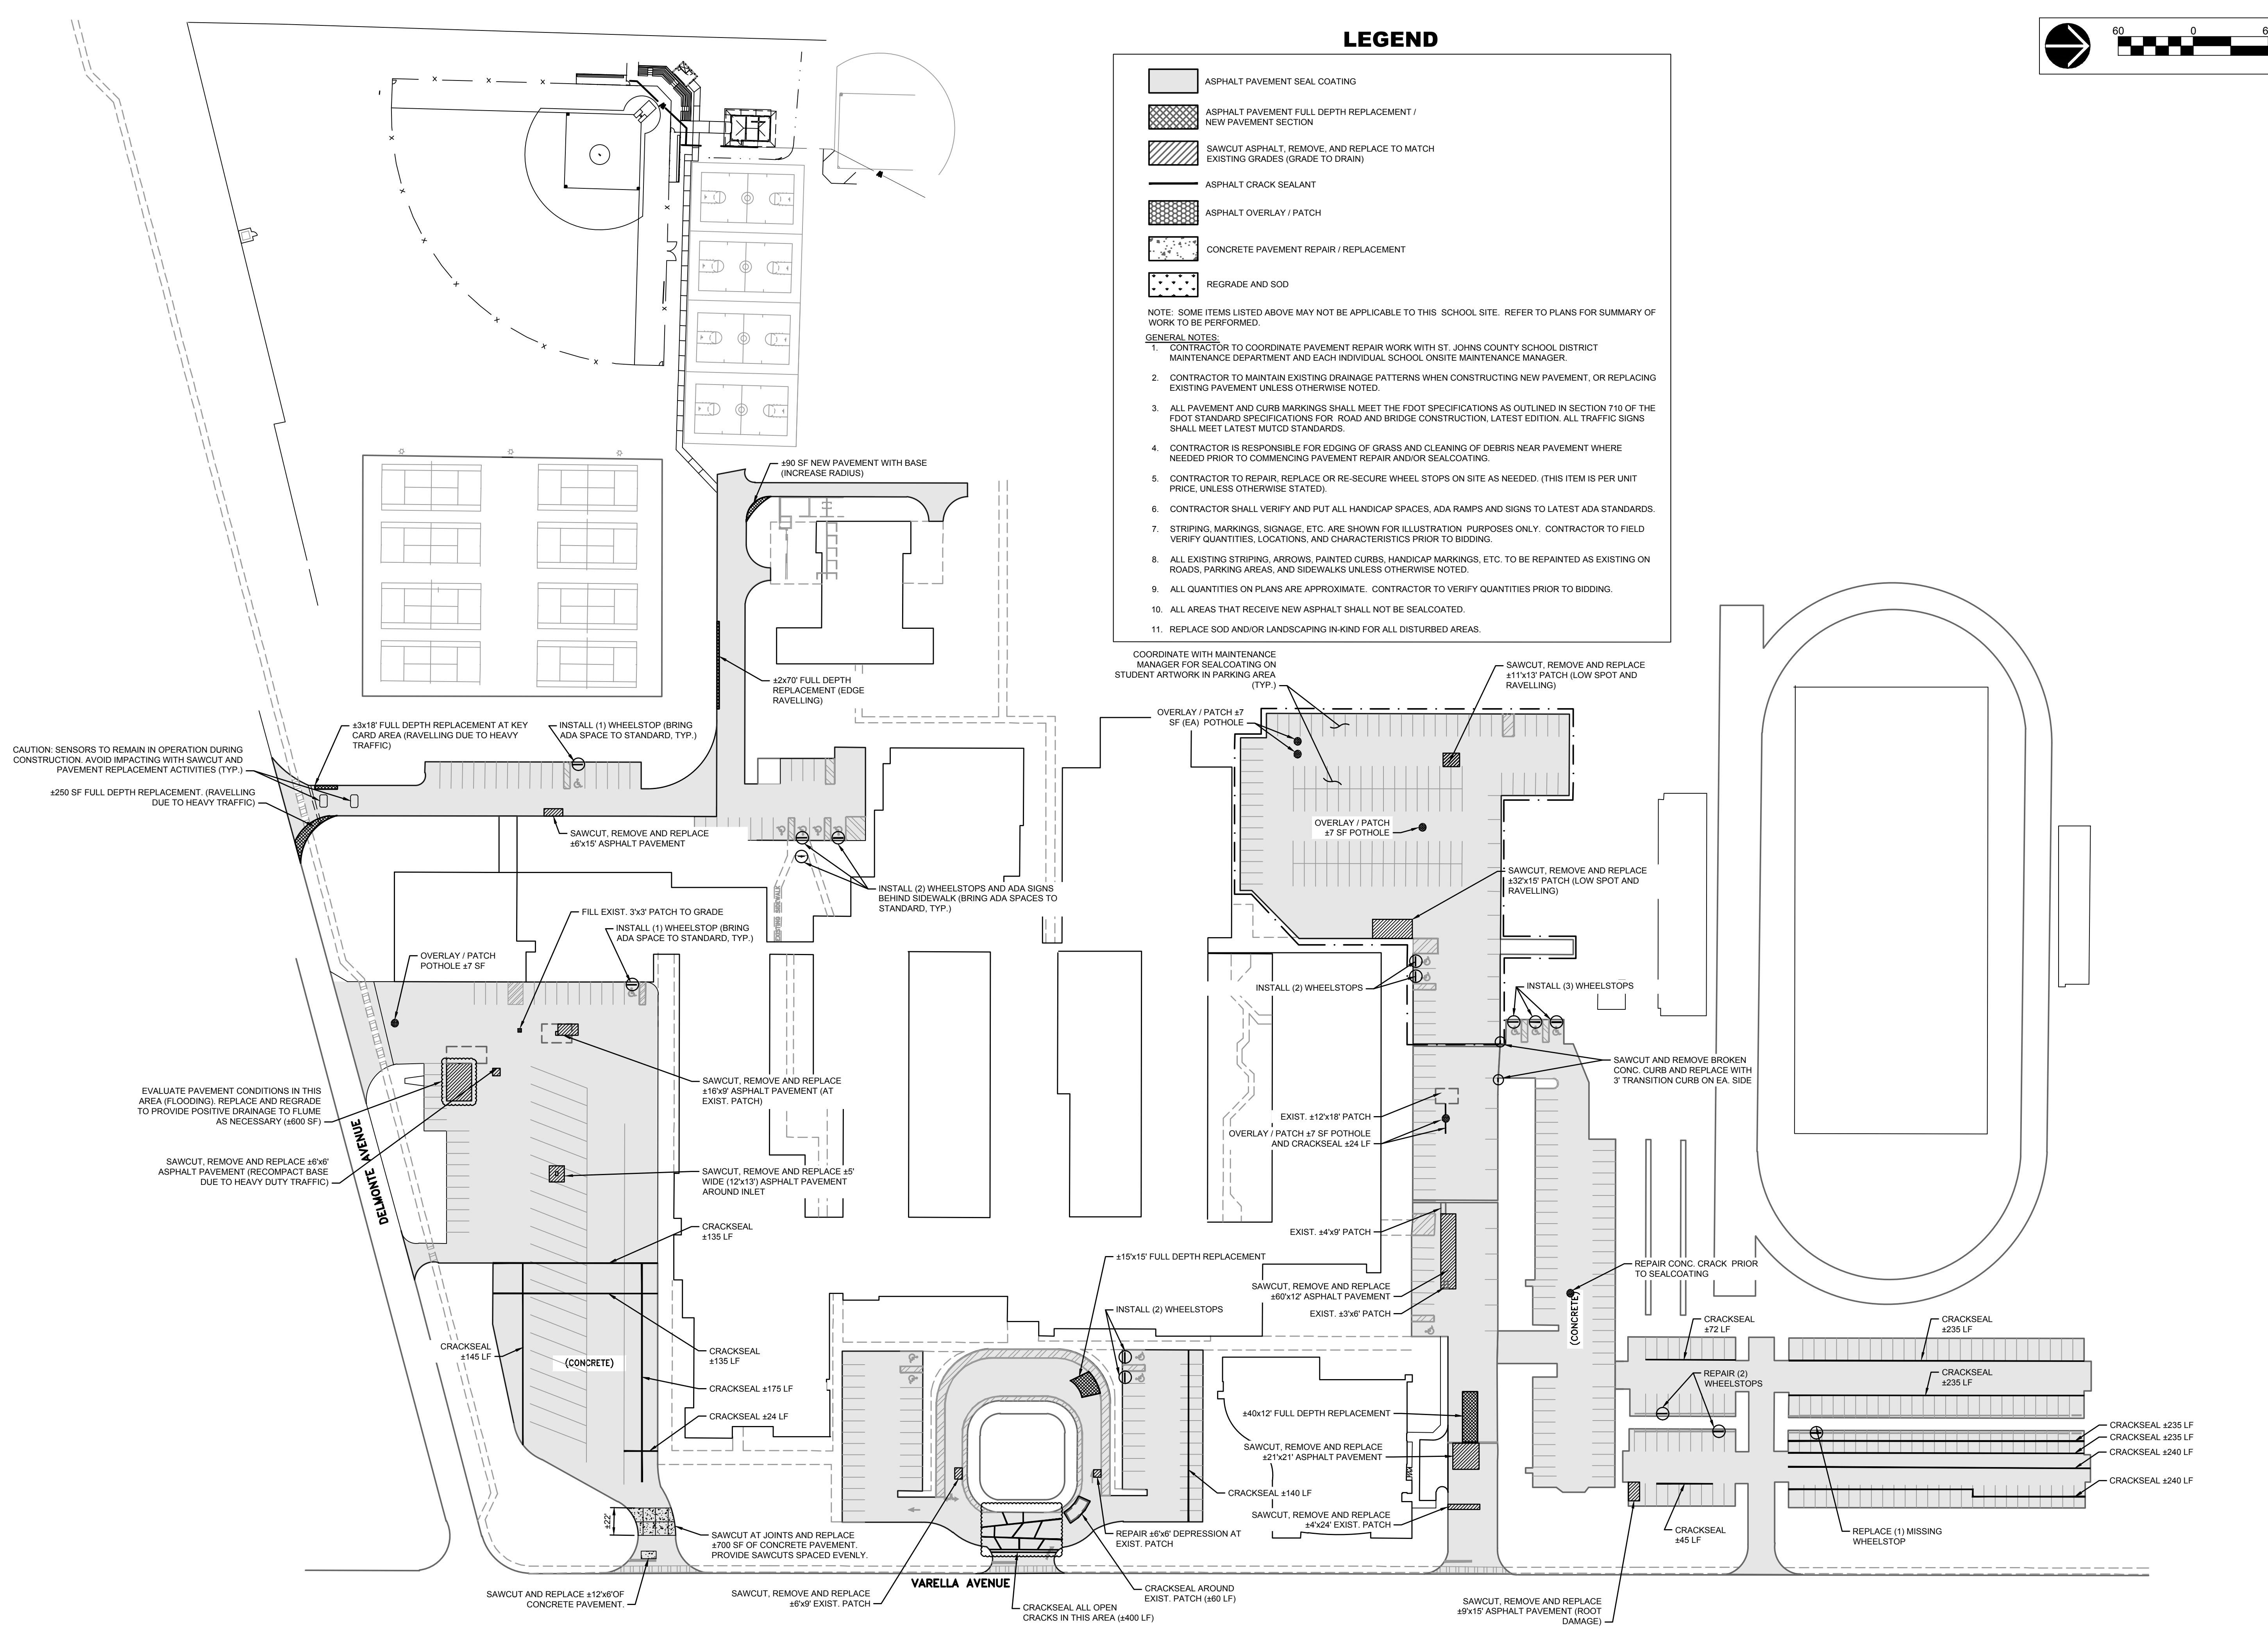 LEGEND
60 0 6
ASPHALT PAVEMENT SEAL COATING
ASPHALT PAVEMENT FULL DEPTH REPLACEMENT /
NEW PAVEMENT SECTION
SAWCUT ASPHALT, REMOVE, AND REPLACE TO MATCH
EXISTING GRADES (GRADE TO DRAIN)
ASPHALT CRACK SEALANT
ASPHALT OVERLAY / PATCH
CONCRETE PAVEMENT REPAIR / REPLACEMENT
REGRADE AND SOD
NOTE: SOME ITEMS LISTED ABOVE MAY NOT BE APPLICABLE TO THIS SCHOOL SITE. REFER TO PLANS FOR SUMMARY OF
WORK TO BE PERFORMED.
GENERAL NOTES:
1. CONTRACTOR TO COORDINATE PAVEMENT REPAIR WORK WITH ST. JOHNS COUNTY SCHOOL DISTRICT
MAINTENANCE DEPARTMENT AND EACH INDIVIDUAL SCHOOL ONSITE MAINTENANCE MANAGER.
2. CONTRACTOR TO MAINTAIN EXISTING DRAINAGE PATTERNS WHEN CONSTRUCTING NEW PAVEMENT, OR REPLACING
EXISTING PAVEMENT UNLESS OTHERWISE NOTED.
3. ALL PAVEMENT AND CURB MARKINGS SHALL MEET THE FDOT SPECIFICATIONS AS OUTLINED IN SECTION 710 OF THE
FDOT STANDARD SPECIFICATIONS FOR ROAD AND BRIDGE CONSTRUCTION, LATEST EDITION. ALL TRAFFIC SIGNS
SHALL MEET LATEST MUTCD STANDARDS.
4. CONTRACTOR IS RESPONSIBLE FOR EDGING OF GRASS AND CLEANING OF DEBRIS NEAR PAVEMENT WHERE
NEEDED PRIOR TO COMMENCING PAVEMENT REPAIR AND/OR SEALCOATING.
5. CONTRACTOR TO REPAIR, REPLACE OR RE-SECURE WHEEL STOPS ON SITE AS NEEDED. (THIS ITEM IS PER UNIT
PRICE, UNLESS OTHERWISE STATED).
6. CONTRACTOR SHALL VERIFY AND PUT ALL HANDICAP SPACES, ADA RAMPS AND SIGNS TO LATEST ADA STANDARDS.
7. STRIPING, MARKINGS, SIGNAGE, ETC. ARE SHOWN FOR ILLUSTRATION PURPOSES ONLY. CONTRACTOR TO FIELD
VERIFY QUANTITIES, LOCATIONS, AND CHARACTERISTICS PRIOR TO BIDDING.
8. ALL EXISTING STRIPING, ARROWS, PAINTED CURBS, HANDICAP MARKINGS, ETC. TO BE REPAINTED AS EXISTING ON
ROADS, PARKING AREAS, AND SIDEWALKS UNLESS OTHERWISE NOTED.
9. ALL QUANTITIES ON PLANS ARE APPROXIMATE. CONTRACTOR TO VERIFY QUANTITIES PRIOR TO BIDDING.
10. ALL AREAS THAT RECEIVE NEW ASPHALT SHALL NOT BE SEALCOATED.
11. REPLACE SOD AND/OR LANDSCAPING IN-KIND FOR ALL DISTURBED AREAS.
±90 SF NEW PAVEMENT WITH BASE
(INCREASE RADIUS)
±2x70' FULL DEPTH
REPLACEMENT (EDGE
RAVELLING)
COORDINATE WITH MAINTENANCE
MANAGER FOR SEALCOATING ON
STUDENT ARTWORK IN PARKING AREA
(TYP.)
SAWCUT, REMOVE AND REPLACE
±11'x13' PATCH (LOW SPOT AND
RAVELLING)
OVERLAY / PATCH ±7
SF (EA) POTHOLE
±3x18' FULL DEPTH REPLACEMENT AT KEY
CARD AREA (RAVELLING DUE TO HEAVY
TRAFFIC)
INSTALL (1) WHEELSTOP (BRING
ADA SPACE TO STANDARD, TYP.)
CAUTION: SENSORS TO REMAIN IN OPERATION DURING
CONSTRUCTION. AVOID IMPACTING WITH SAWCUT AND
PAVEMENT REPLACEMENT ACTIVITIES (TYP.)
±250 SF FULL DEPTH REPLACEMENT. (RAVELLING
DUE TO HEAVY TRAFFIC)
SAWCUT, REMOVE AND REPLACE
±6'x15' ASPHALT PAVEMENT
OVERLAY / PATCH
±7 SF POTHOLE
SAWCUT, REMOVE AND REPLACE
±32'x15' PATCH (LOW SPOT AND
RAVELLING)
INSTALL (2) WHEELSTOPS AND ADA SIGNS
BEHIND SIDEWALK (BRING ADA SPACES TO
STANDARD, TYP.)
EXISTING SIDEWALK
FILL EXIST. 3'x3' PATCH TO GRADE
INSTALL (1) WHEELSTOP (BRING
ADA SPACE TO STANDARD, TYP.)
OVERLAY / PATCH
POTHOLE ±7 SF
INSTALL (2) WHEELSTOPS
INSTALL (3) WHEELSTOPS
SAWCUT AND REMOVE BROKEN
CONC. CURB AND REPLACE WITH
3' TRANSITION CURB ON EA. SIDE
EVALUATE PAVEMENT CONDITIONS IN THIS
AREA (FLOODING). REPLACE AND REGRADE
TO PROVIDE POSITIVE DRAINAGE TO FLUME
AS NECESSARY (±600 SF)
SAWCUT, REMOVE AND REPLACE
±16'x9' ASPHALT PAVEMENT (AT
EXIST. PATCH)
EXIST. ±12'x18' PATCH
OVERLAY / PATCH ±7 SF POTHOLE
AND CRACKSEAL ±24 LF
DELMONTE AVENUE
SAWCUT, REMOVE AND REPLACE ±6'x6'
ASPHALT PAVEMENT (RECOMPACT BASE
DUE TO HEAVY DUTY TRAFFIC)
SAWCUT, REMOVE AND REPLACE ±5'
WIDE (12'x13') ASPHALT PAVEMENT
AROUND INLET
CRACKSEAL
±135 LF
EXIST. ±4'x9' PATCH
±15'x15' FULL DEPTH REPLACEMENT
REPAIR CONC. CRACK PRIOR
TO SEALCOATING
SAWCUT, REMOVE AND REPLACE
±60'x12' ASPHALT PAVEMENT
EXIST. ±3'x6' PATCH
INSTALL (2) WHEELSTOPS
(CONCRETE)
CRACKSEAL
±72 LF
CRACKSEAL
±235 LF
CRACKSEAL
±145 LF
(CONCRETE)
CRACKSEAL
±135 LF
CRACKSEAL ±175 LF
CRACKSEAL ±24 LF
REPAIR (2)
WHEELSTOPS
CRACKSEAL
±235 LF
±40x12' FULL DEPTH REPLACEMENT
SAWCUT, REMOVE AND REPLACE
±21'x21' ASPHALT PAVEMENT
CRACKSEAL ±235 LF
CRACKSEAL ±235 LF
CRACKSEAL ±240 LF
CRACKSEAL ±240 LF
CRACKSEAL ±140 LF
SAWCUT, REMOVE AND REPLACE
±4'x24' EXIST. PATCH
±22'
SAWCUT AT JOINTS AND REPLACE
±700 SF OF CONCRETE PAVEMENT.
PROVIDE SAWCUTS SPACED EVENLY.
REPAIR ±6'x6' DEPRESSION AT
EXIST. PATCH
CRACKSEAL
±45 LF
REPLACE (1) MISSING
WHEELSTOP
SAWCUT AND REPLACE ±12'x6'OF
CONCRETE PAVEMENT.
SAWCUT, REMOVE AND REPLACE
±6'x9' EXIST. PATCH
VARELLA AVENUE
CRACKSEAL AROUND
EXIST. PATCH (±60 LF)
CRACKSEAL ALL OPEN
CRACKS IN THIS AREA (±400 LF)
SAWCUT, REMOVE AND REPLACE
±9'x15' ASPHALT PAVEMENT (ROOT
DAMAGE)